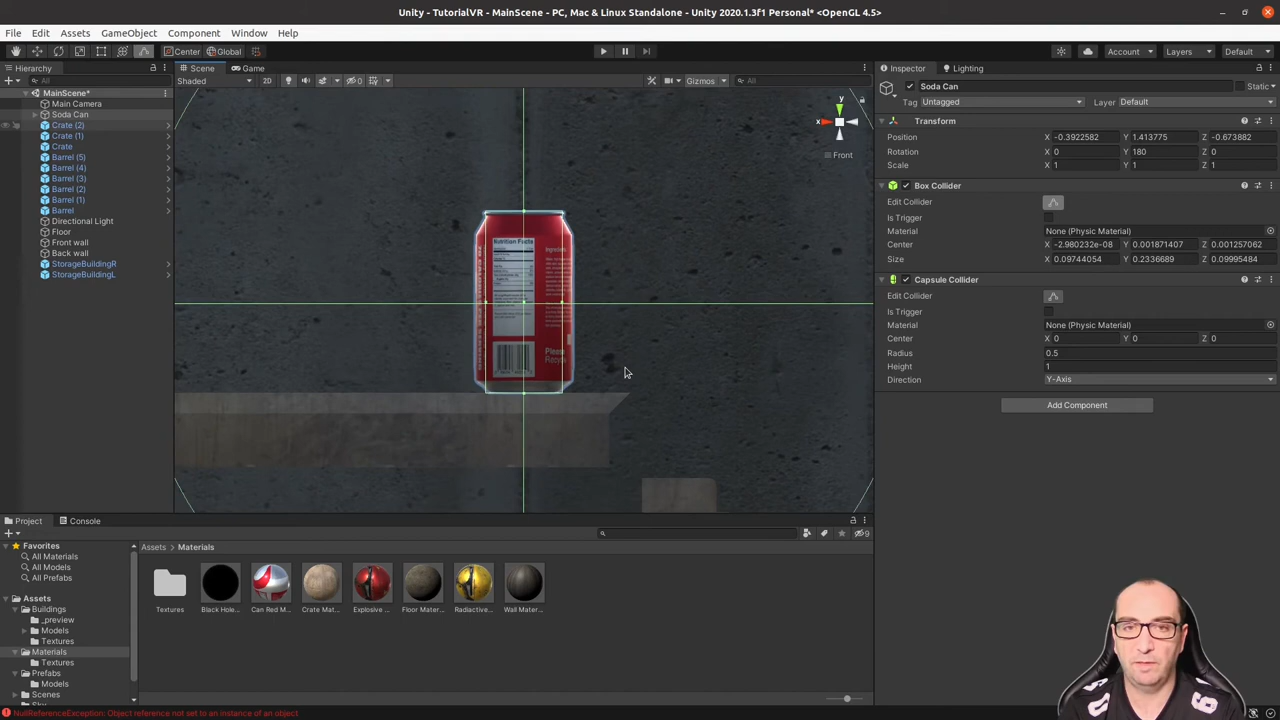 Unity - TutorialVR - MainScene - PC, Mac & Linux Standalone - Unity 2020.1.3f1 Personal* <OpenGL 4.5>
File Edit Assets GameObject Component Window Help
Center Global Account Layers Default
Hierarchy Scene Game Inspector Lighting
All
Shaded 2D 0 Gizmos All
MainScene*
Main Camera
Soda Can
Crate (2)
Crate (1)
Crate
Barrel (5)
Barrel (4)
Barrel (3)
Barrel (2)
Barrel (1)
Barrel
Directional Light
Floor
Front wall
Back wall
StorageBuildingR
StorageBuildingL
y
x
Front
Nutrition Facts
Ingredients
Please
Recycle
Soda Can Static
Tag Untagged Layer Default
Transform
Position X -0.3922582 Y 1.413775 Z -0.673882
Rotation X 0 Y 180 Z 0
Scale X 1 Y 1 Z 1
Box Collider
Edit Collider
Is Trigger
Material None (Physic Material)
Center X -2.980232e-08 Y 0.001871407 Z 0.001257062
Size X 0.09744054 Y 0.2336689 Z 0.09995484
Capsule Collider
Edit Collider
Is Trigger
Material None (Physic Material)
Center X 0 Y 0 Z 0
Radius 0.5
Height 1
Direction Y-Axis
Add Component
Project Console
9
Favorites
All Materials
All Models
All Prefabs
Assets
Buildings
_preview
Models
Textures
Materials
Textures
Prefabs
Models
Scenes
Assets > Materials
Textures Black Hole... Can Red M... Crate Mat... Explosive ... Floor Mater... Radactive... Wall Mater...
NullReferenceException: Object reference not set to an instance of an object